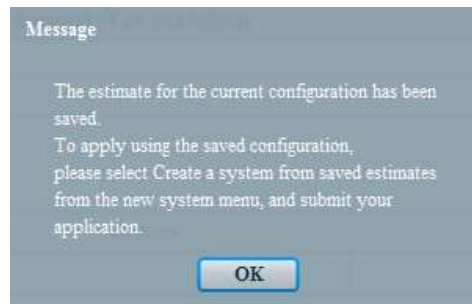 Message
The estimate for the current configuration has been
saved.
To apply using the saved configuration,
please select Create a system from saved estimates
from the new system menu, and submit your
application.
OK